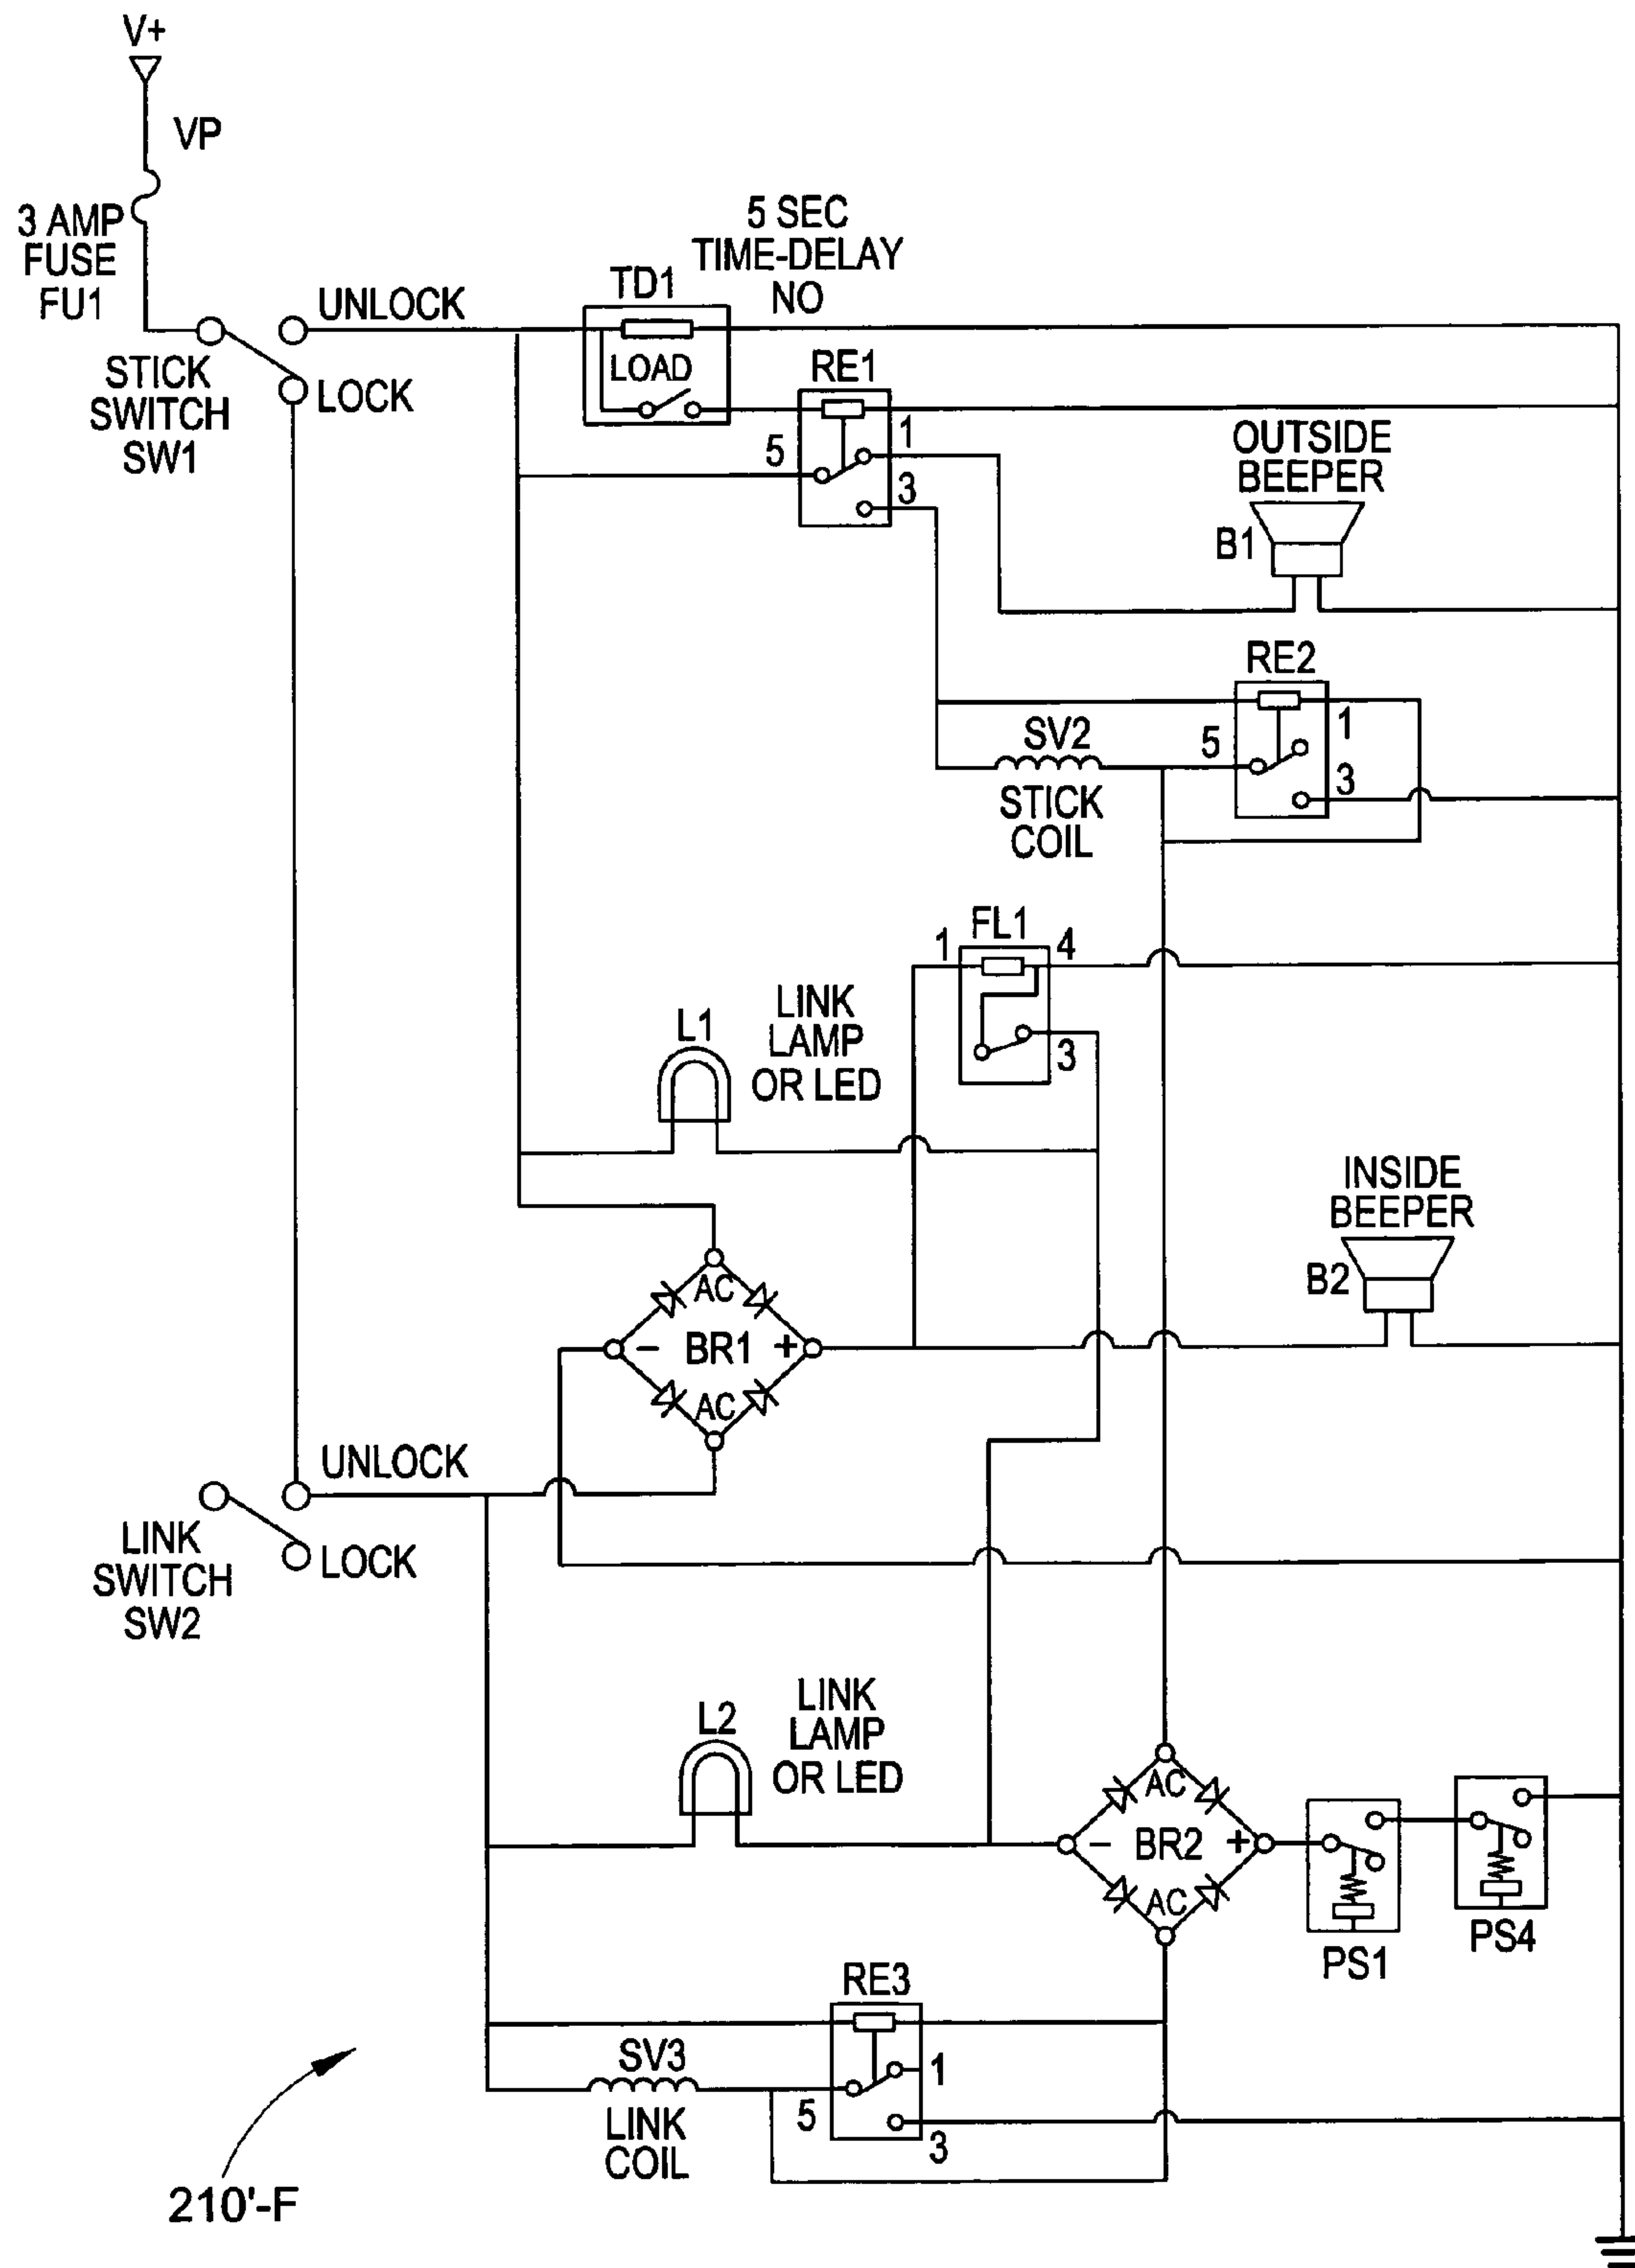 V+
VP
3 AMP
FUSE
FU1
5 SEC
TIME-DELAY
NO
TD1
UNLOCK
LOAD
RE1
STICK
SWITCH
SW1
LOCK
5
1
3
OUTSIDE
BEEPER
B1
RE2
SV2
5
1
3
STICK
COIL
FL1
1
4
3
L1
LINK
LAMP
OR LED
INSIDE
BEEPER
B2
AC
- BR1 +
AC
UNLOCK
LINK
SWITCH
SW2
LOCK
L2
LINK
LAMP
OR LED
AC
- BR2 +
AC
PS1
PS4
RE3
SV3
1
5
3
LINK
COIL
210'-F